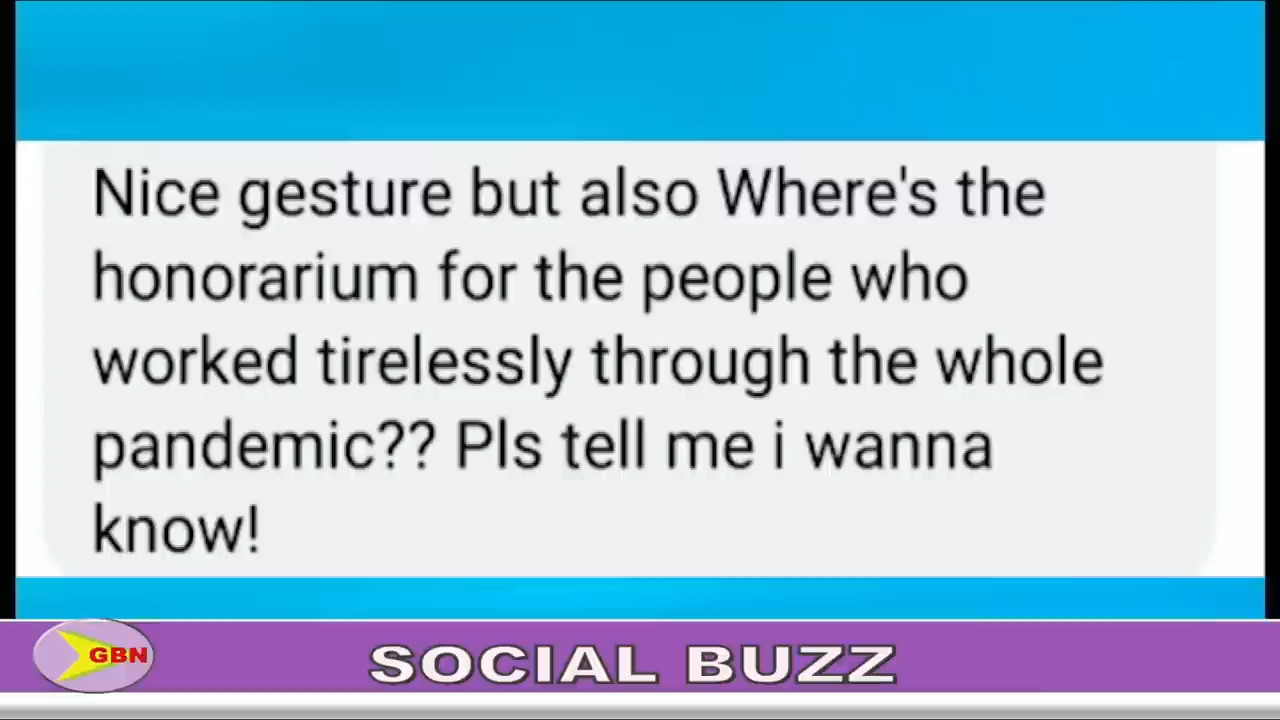 Nice gesture but also Where's the
honorarium for the people who
worked tirelessly through the whole
pandemic?? Pls tell me i wanna
know!
GBN
SOCIAL BUZZ